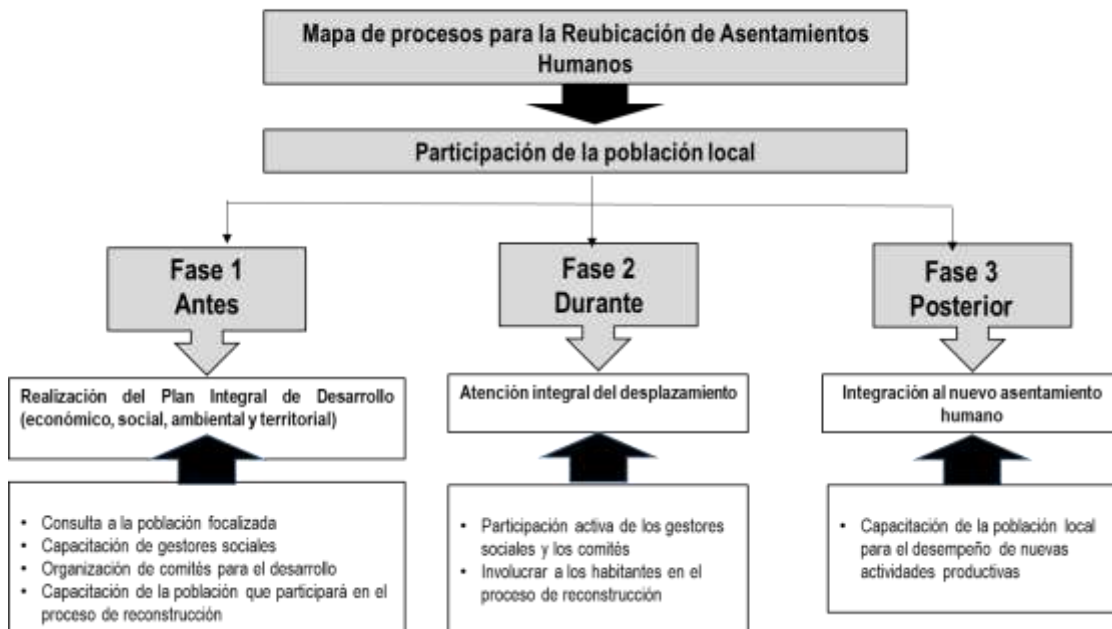 Mapa de procesos para la Reubicación de Asentamientos
Humanos
Participación de la población local
Fase 1
Antes
Fase 2
Durante
Fase 3
Posterior
Realización del Plan Integral de Desarrollo
(económico, social, ambiental y territorial)
Atención integral del desplazamiento
Integración al nuevo asentamiento
humano
• Consulta a la población focalizada
• Capacitación de gestores sociales
• Organización de comités para el desarrollo
• Capacitación de la población que participará en el
proceso de reconstrucción
• Participación activa de los gestores
sociales y los comités
• Involucrar a los habitantes en el
proceso de reconstrucción
• Capacitación de la población local
para el desempeño de nuevas
actividades productivas